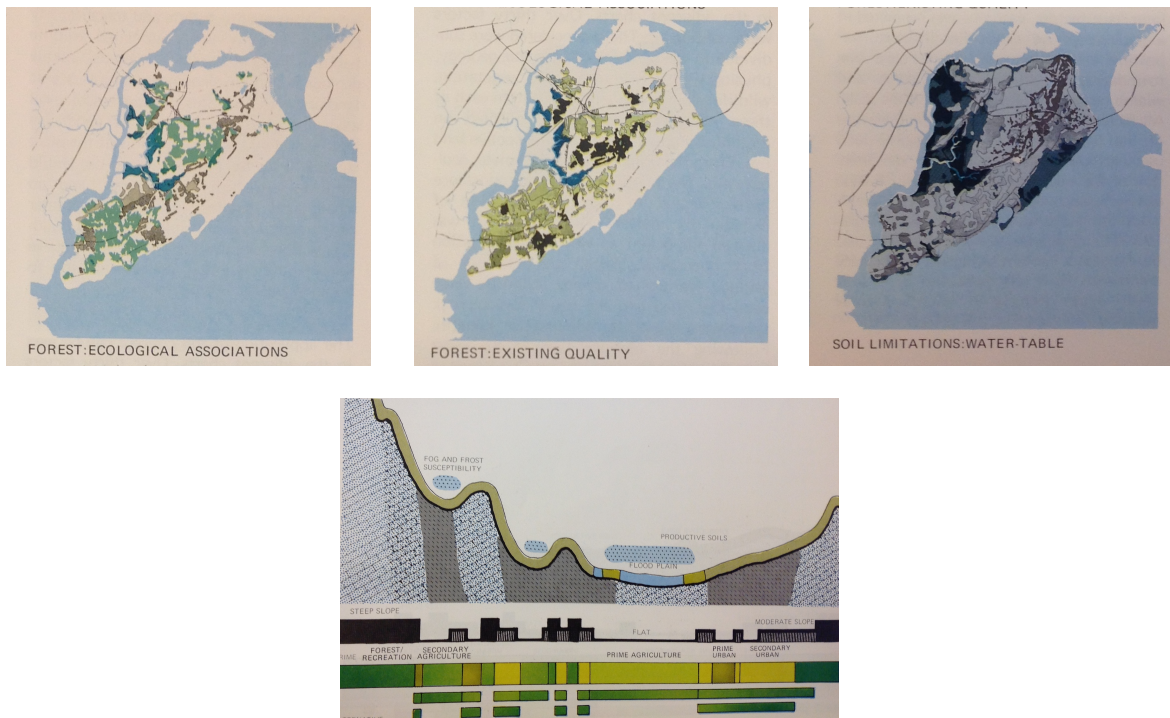 FOREST:ECOLOGICAL ASSOCIATIONS
FOREST:EXISTING QUALITY
SOIL LIMITATIONS:WATER-TABLE
FOG AND FROST
SUSCEPTIBILITY
PRODUCTIVE SOILS
FLOOD PLAIN
STEEP SLOPE
FLAT
MODERATE SLOPE
FOREST/
RECREATION
SECONDARY
AGRICULTURE
PRIME AGRICULTURE
PRIME
URBAN
SECONDARY
URBAN